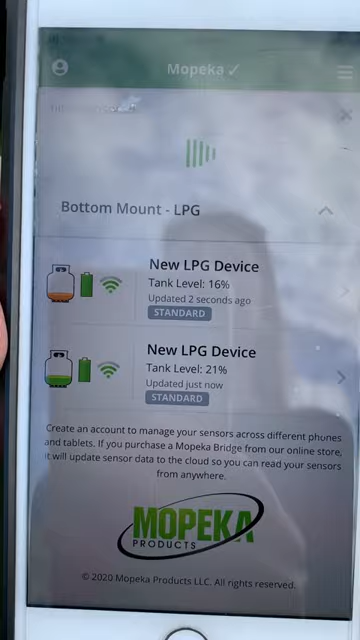 Mopeka ✓
Bottom Mount - LPG
New LPG Device
Tank Level: 16%
Updated 2 seconds ago
STANDARD
New LPG Device
Tank Level: 21%
Updated just now
STANDARD
Create an account to manage your sensors across different phones
and tablets. If you purchase a Mopeka Bridge from our online store,
it will update sensor data to the cloud so you can read your sensors
from anywhere.
MOPEKA
PRODUCTS
© 2020 Mopeka Products LLC. All rights reserved.